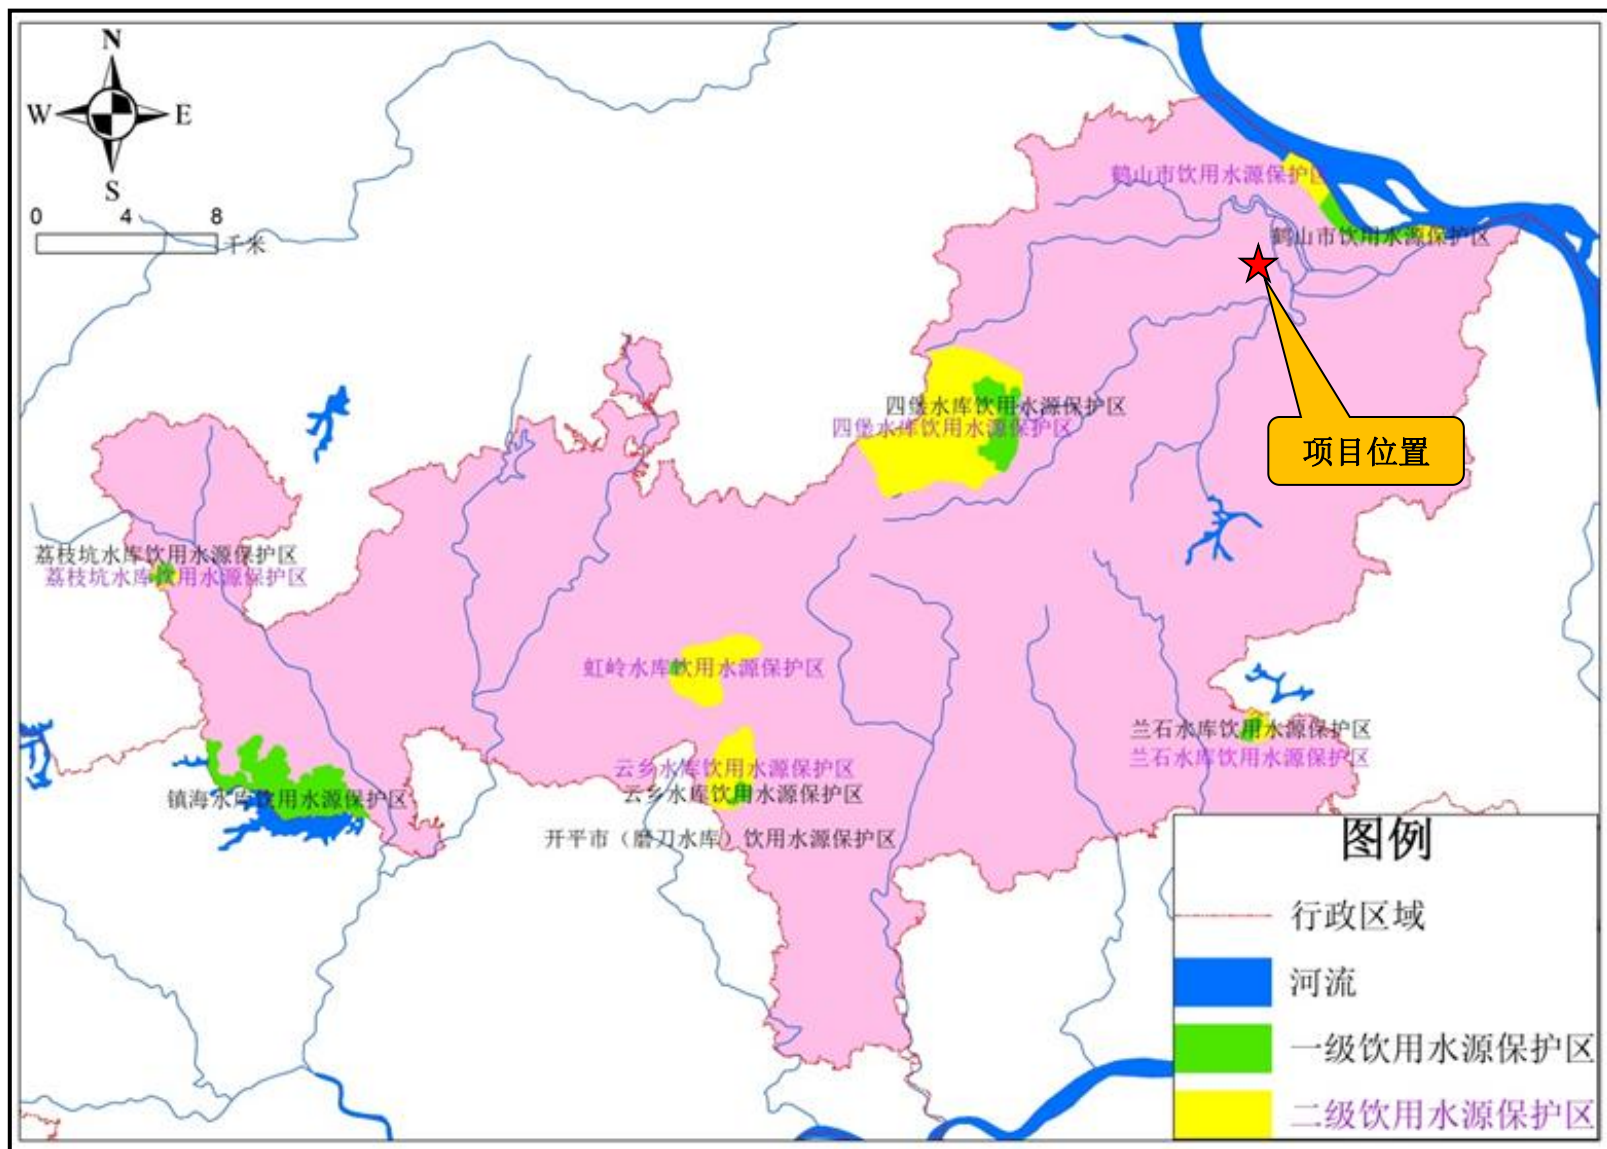 N
W
E
S
0 4 8
千米
鹤山市饮用水源保护区
鹤山市饮用水源保护区
四堡水库饮用水源保护区
四堡水库饮用水源保护区
项目位置
荔枝坑水库饮用水源保护区
荔枝坑水库饮用水源保护区
虹岭水库饮用水源保护区
兰石水库饮用水源保护区
兰石水库饮用水源保护区
云乡水库饮用水源保护区
云乡水库饮用水源保护区
镇海水库饮用水源保护区
开平市（磨刀水库）饮用水源保护区
图例
行政区域
河流
一级饮用水源保护区
二级饮用水源保护区